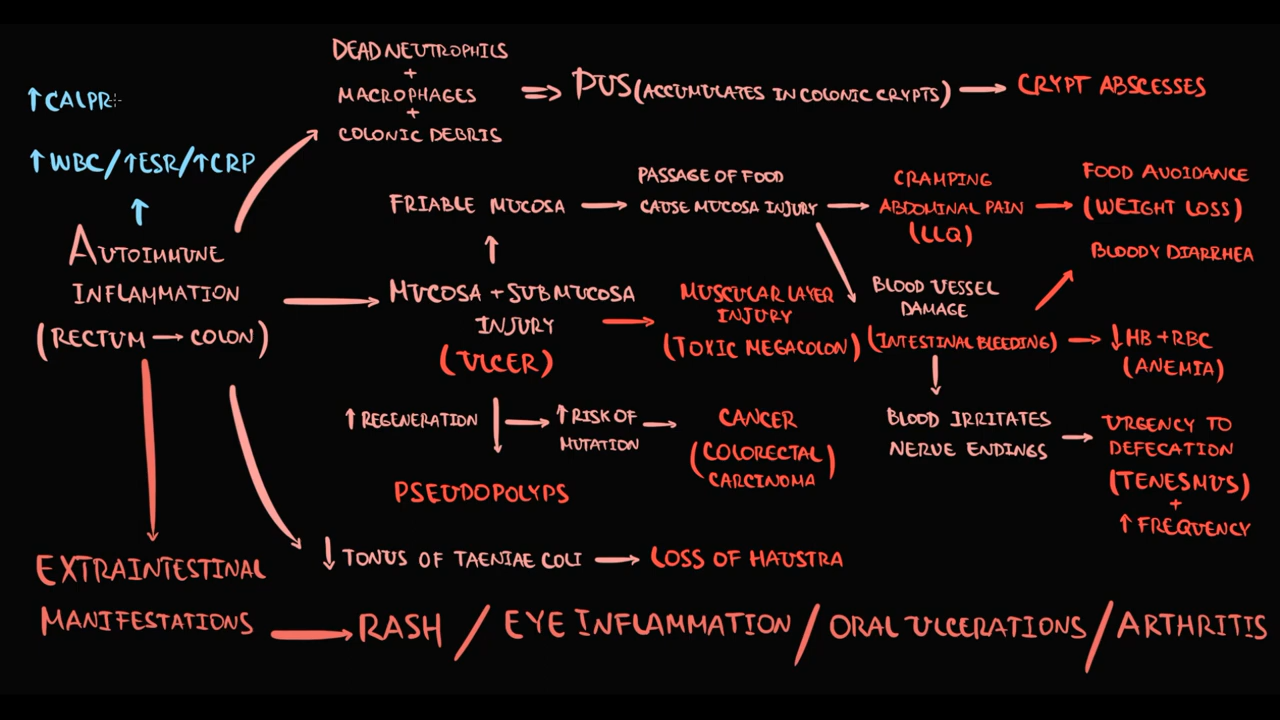 DEAD NEUTROPHILS
+
MACROPHAGES
+
COLONIC DEBRIS
⇒ PUS (ACCUMULATES IN COLONIC CRYPTS) → CRYPT ABSCESSES
↑CALPR
↑WBC/↑ESR/↑CRP
↑
AUTOIMMUNE
INFLAMMATION
(RECTUM → COLON)
FRIABLE MUCOSA →
PASSAGE OF FOOD
CAUSE MUCOSA INJURY →
CRAMPING
ABDOMINAL PAIN →
(LLQ)
FOOD AVOIDANCE
(WEIGHT LOSS)
↑
MUCOSA + SUBMUCOSA
INJURY →
(ULCER)
MUSCULAR LAYER
INJURY
(TOXIC MEGACOLON)
BLOOD VESSEL
DAMAGE
(INTESTINAL BLEEDING) →
BLOODY DIARRHEA
↓HB + RBC
(ANEMIA)
↑REGENERATION
→ ↑RISK OF
MUTATION →
CANCER
(COLORECTAL
CARCINOMA)
PSEUDOPOLYPS
BLOOD IRRITATES
NERVE ENDINGS →
URGENCY TO
DEFECATION
(TENESMUS)
+
↑FREQUENCY
↓TONUS OF TAENIAE COLI → LOSS OF HAUSTRA
EXTRAINTESTINAL
MANIFESTATIONS → RASH / EYE INFLAMMATION / ORAL ULCERATIONS / ARTHRITIS